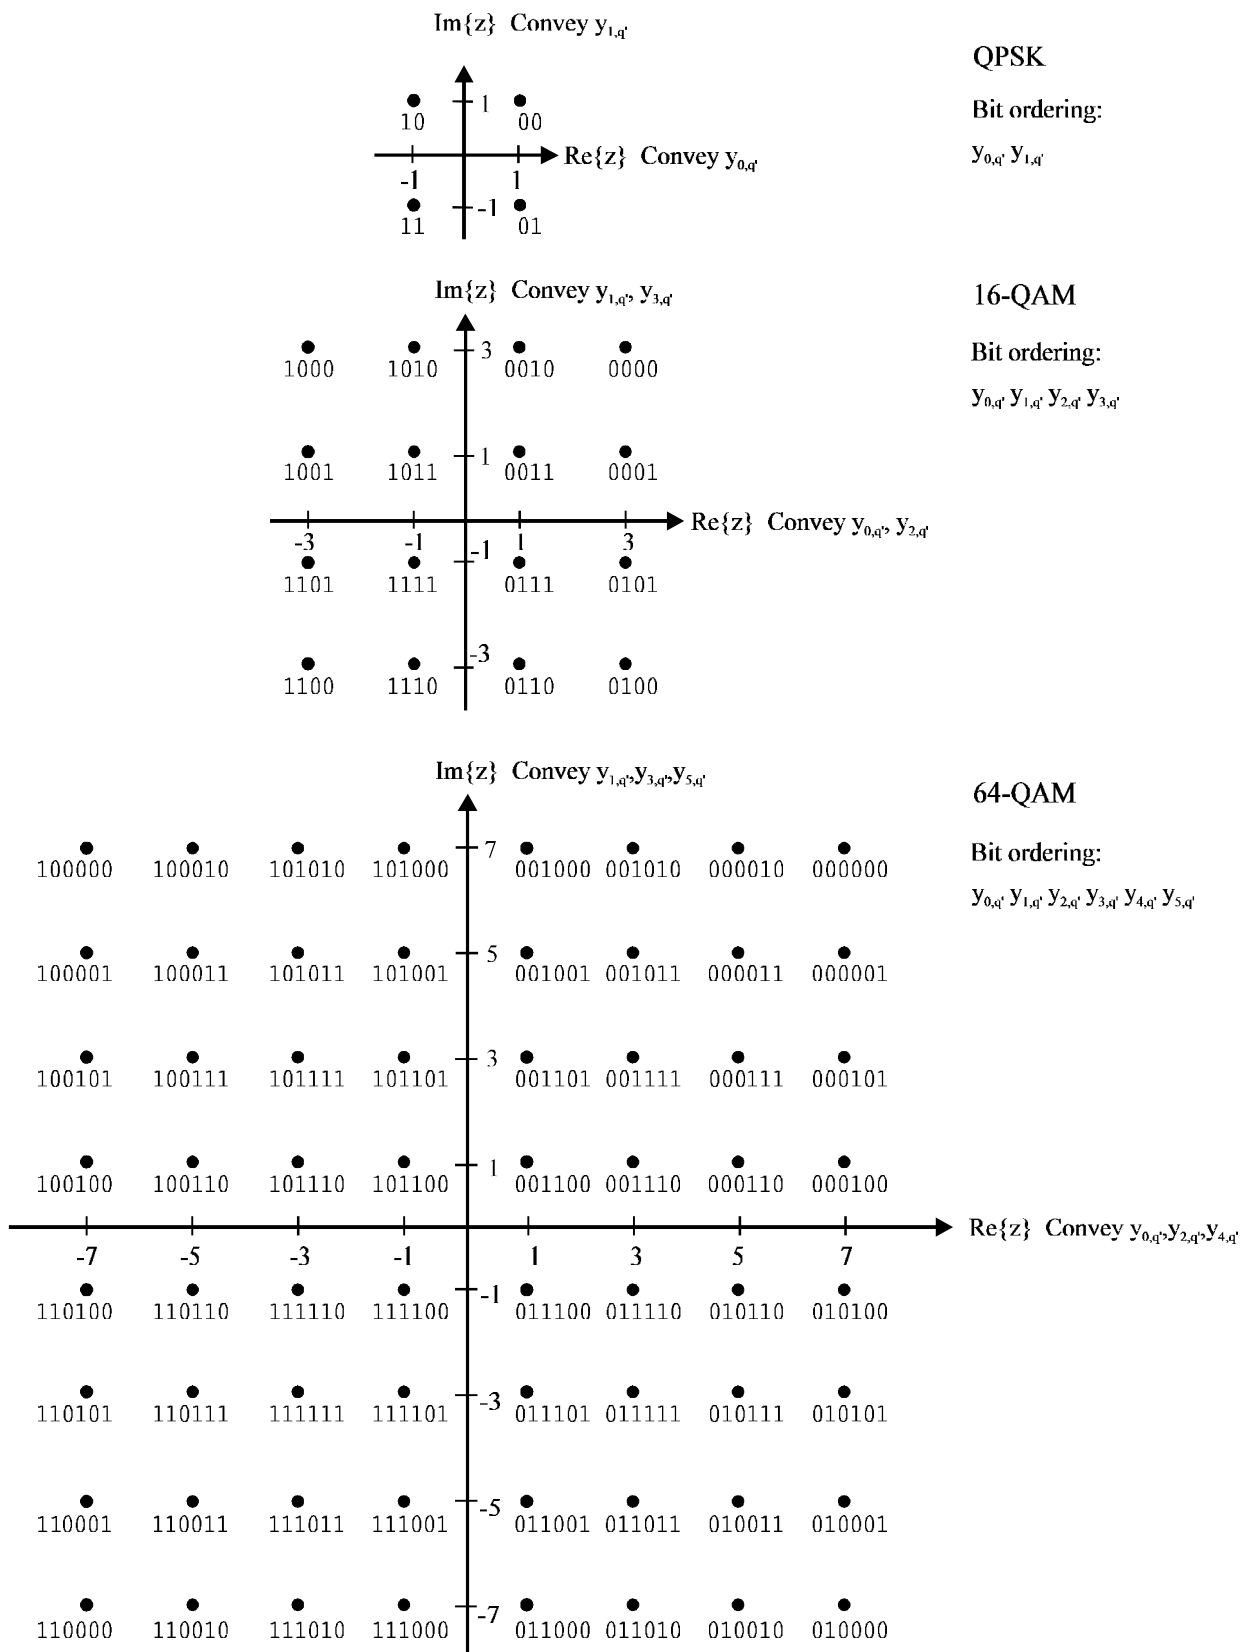 Im{z} Convey y1,q'
QPSK
Bit ordering:
y0,q' y1,q'
1
10 00
Re{z} Convey y0,q'
-1 1
-1
11 01
Im{z} Convey y1,q', y3,q'
16-QAM
Bit ordering:
y0,q' y1,q' y2,q' y3,q'
3
1000 1010 0010 0000
1
1001 1011 0011 0001
Re{z} Convey y0,q', y2,q'
-3 -1 1 3
-1
1101 1111 0111 0101
-3
1100 1110 0110 0100
Im{z} Convey y1,q',y3,q',y5,q'
64-QAM
Bit ordering:
y0,q' y1,q' y2,q' y3,q' y4,q' y5,q'
7
100000 100010 101010 101000 001000 001010 000010 000000
5
100001 100011 101011 101001 001001 001011 000011 000001
3
100101 100111 101111 101101 001101 001111 000111 000101
1
100100 100110 101110 101100 001100 001110 000110 000100
Re{z} Convey y0,q',y2,q',y4,q'
-7 -5 -3 -1 1 3 5 7
-1
110100 110110 111110 111100 011100 011110 010110 010100
-3
110101 110111 111111 111101 011101 011111 010111 010101
-5
110001 110011 111011 111001 011001 011011 010011 010001
-7
110000 110010 111010 111000 011000 011010 010010 010000